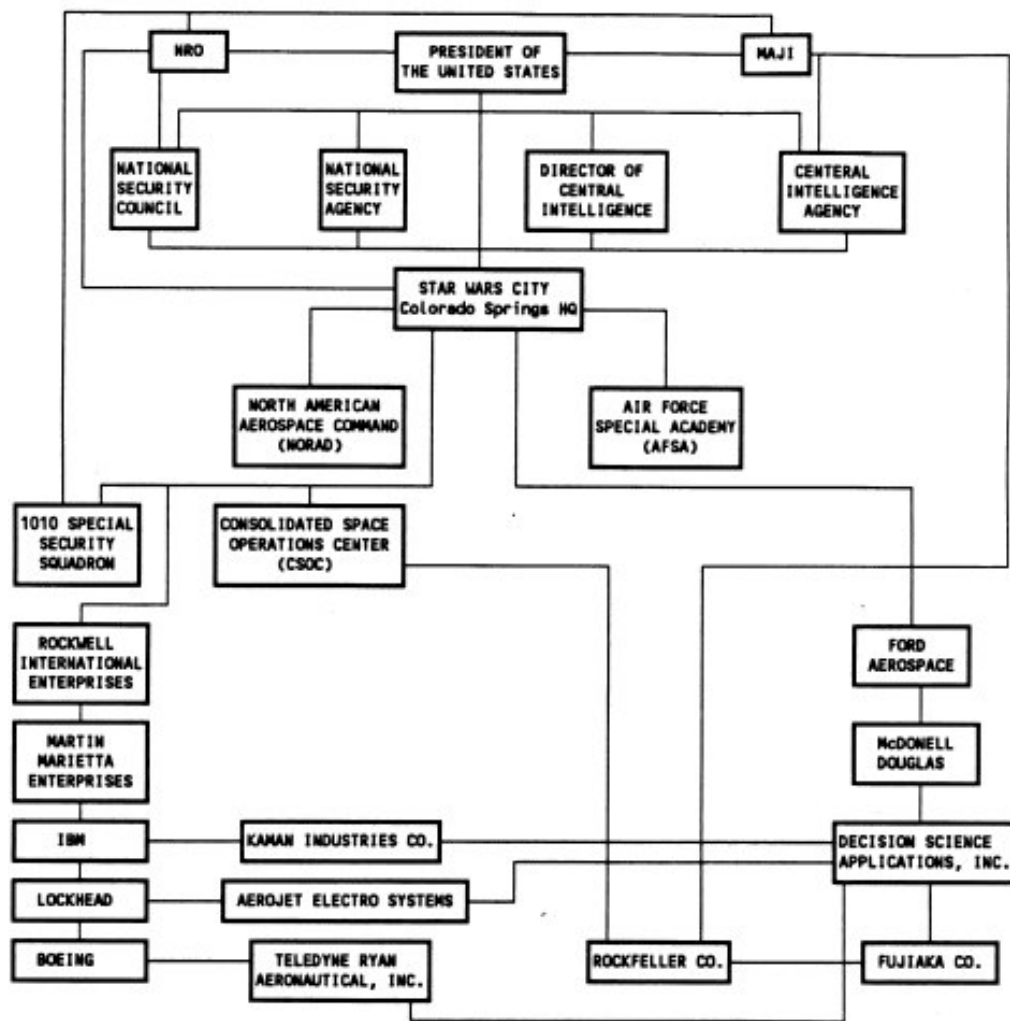 NRO
PRESIDENT OF
THE UNITED STATES
MAJI
NATIONAL
SECURITY
COUNCIL
NATIONAL
SECURITY
AGENCY
DIRECTOR OF
CENTRAL
INTELLIGENCE
CENTERAL
INTELLIGENCE
AGENCY
STAR WARS CITY
Colorado Springs HQ
NORTH AMERICAN
AEROSPACE COMMAND
(NORAD)
AIR FORCE
SPECIAL ACADEMY
(AFSA)
1010 SPECIAL
SECURITY
SQUADRON
CONSOLIDATED SPACE
OPERATIONS CENTER
(CSOC)
ROCKWELL
INTERNATIONAL
ENTERPRISES
FORD
AEROSPACE
MARTIN
MARIETTA
ENTERPRISES
McDONELL
DOUGLAS
IBM
KAMAN INDUSTRIES CO.
DECISION SCIENCE
APPLICATIONS, INC.
LOCKHEAD
AEROJET ELECTRO SYSTEMS
BOEING
TELEDYNE RYAN
AERONAUTICAL, INC.
ROCKFELLER CO.
FUJIAKA CO.